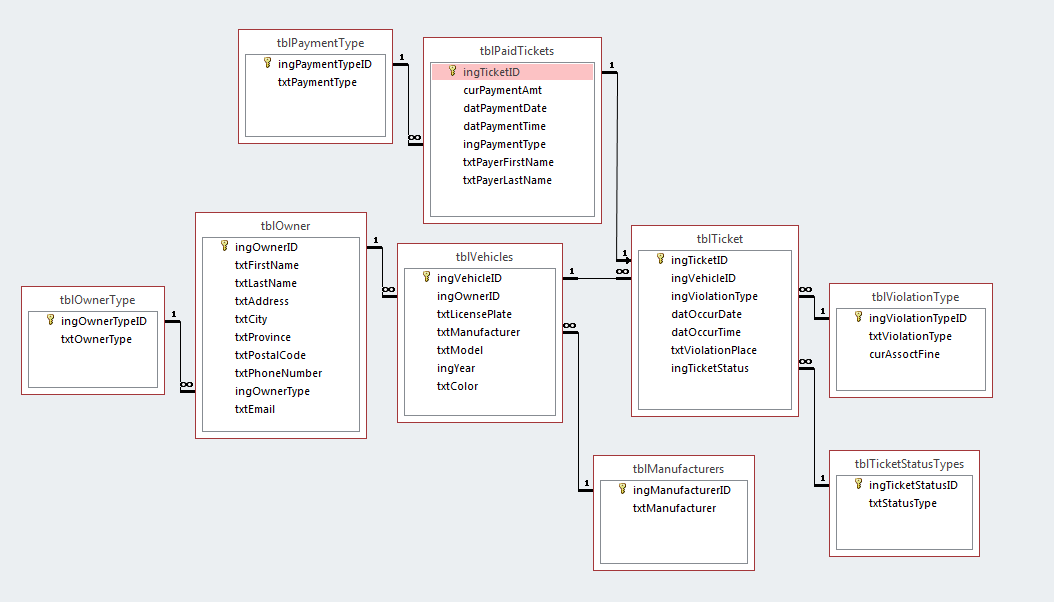 tblPaymentType
ingPaymentTypeID
txtPaymentType
1
∞
tblPaidTickets
ingTicketID
curPaymentAmt
datPaymentDate
datPaymentTime
ingPaymentType
txtPayerFirstName
txtPayerLastName
1
1
tblOwnerType
ingOwnerTypeID
txtOwnerType
1
∞
tblOwner
ingOwnerID
txtFirstName
txtLastName
txtAddress
txtCity
txtProvince
txtPostalCode
txtPhoneNumber
ingOwnerType
txtEmail
1
∞
tblVehicles
ingVehicleID
ingOwnerID
txtLicensePlate
txtManufacturer
txtModel
ingYear
txtColor
1
∞
∞
1
tblTicket
ingTicketID
ingVehicleID
ingViolationType
datOccurDate
datOccurTime
txtViolationPlace
ingTicketStatus
∞
1
∞
1
tblViolationType
ingViolationTypeID
txtViolationType
curAssoctFine
tblManufacturers
ingManufacturerID
txtManufacturer
tblTicketStatusTypes
ingTicketStatusID
txtStatusType